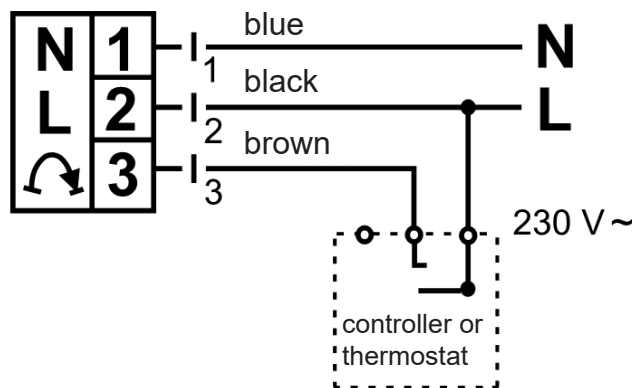 N 1 1 blue N
L 2 2 black L
3 3 brown
230 V ~
controller or
thermostat